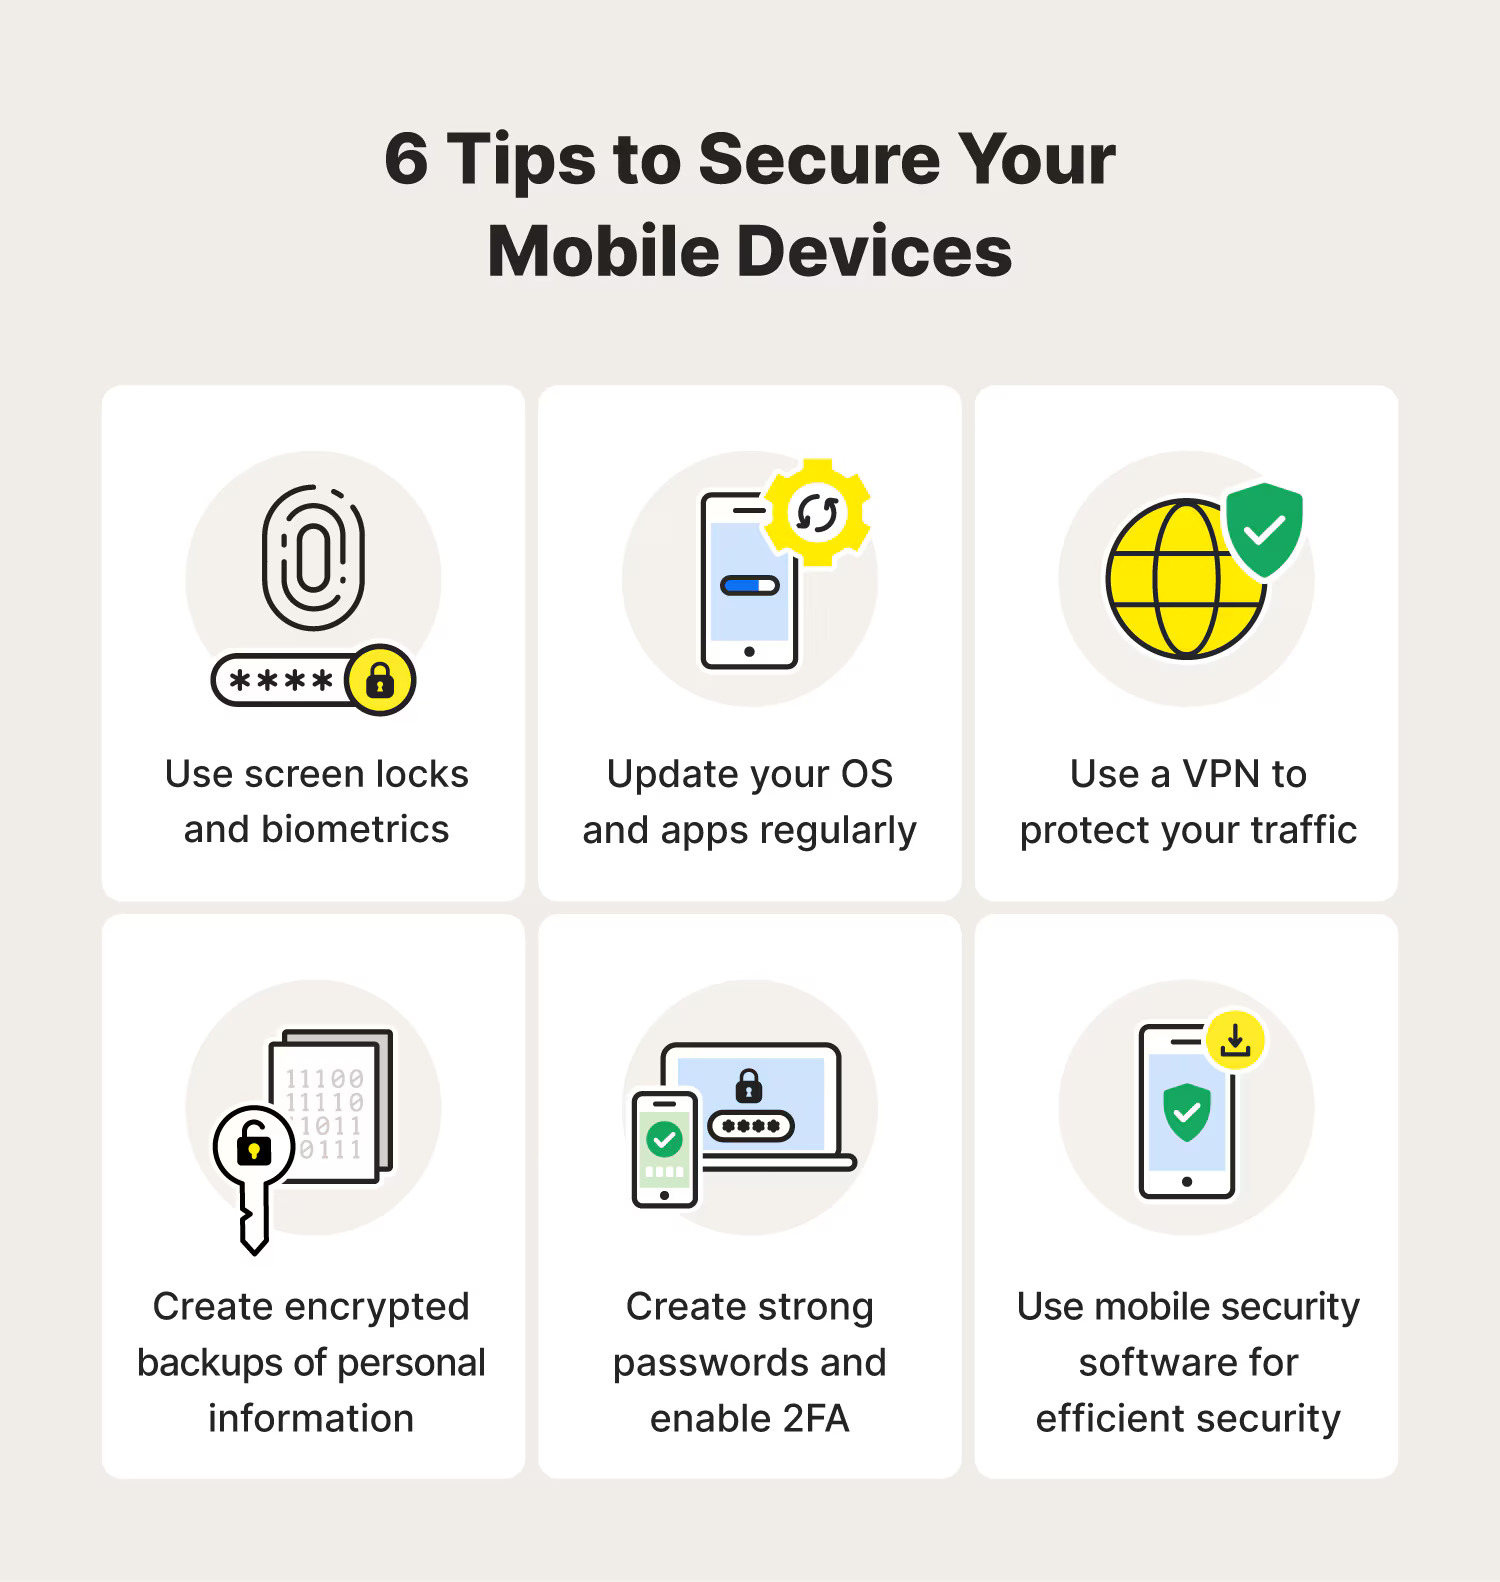 6 Tips to Secure Your
Mobile Devices
****
Use screen locks
and biometrics
Update your OS
and apps regularly
Use a VPN to
protect your traffic
11100
11110
11011
0111
Create encrypted
backups of personal
information
****
Create strong
passwords and
enable 2FA
Use mobile security
software for
efficient security